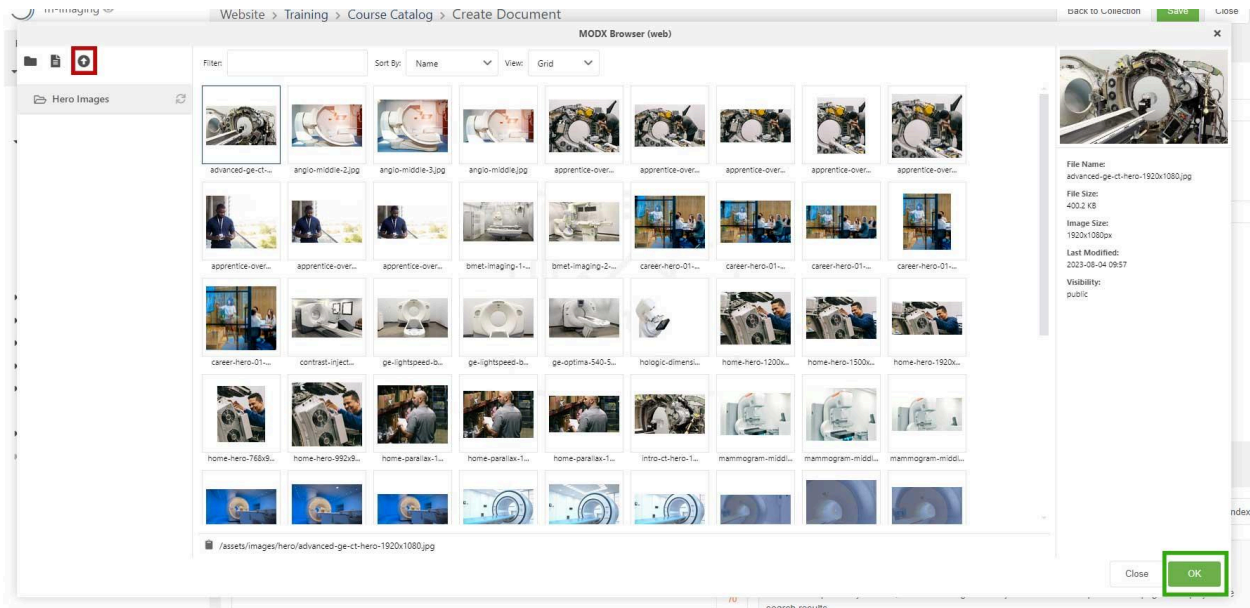 Tri-Imaging
Website > Training > Course Catalog > Create Document
Back to Collection
Save
Close
MODX Browser (web)
Filter:
Sort By:
Name
View:
Grid
Hero Images
advanced-ge-ct-...
angio-middle-2.jpg
angio-middle-3.jpg
angio-middle.jpg
apprentice-over...
apprentice-over...
apprentice-over...
apprentice-over...
apprentice-over...
File Name:
advanced-ge-ct-hero-1920x1080.jpg
File Size:
400.2 KB
Image Size:
1920x1080px
Last Modified:
2023-08-04 09:57
Visibility:
public
apprentice-over...
apprentice-over...
apprentice-over...
bmet-imaging-1-...
bmet-imaging-2-...
career-hero-01-...
career-hero-01-...
career-hero-01-...
career-hero-01-...
career-hero-01-...
contrast-inject...
ge-lightspeed-b...
ge-lightspeed-b...
ge-optima-540-5...
hologic-dimensi...
home-hero-1200x...
home-hero-1500x...
home-hero-1920x...
home-hero-768x9...
home-hero-992x9...
home-parallax-1...
home-parallax-1...
home-parallax-1...
intro-ct-hero-1...
mammogram-middl...
mammogram-middl...
mammogram-middl...
/assets/images/hero/advanced-ge-ct-hero-1920x1080.jpg
Close
OK
70
search results